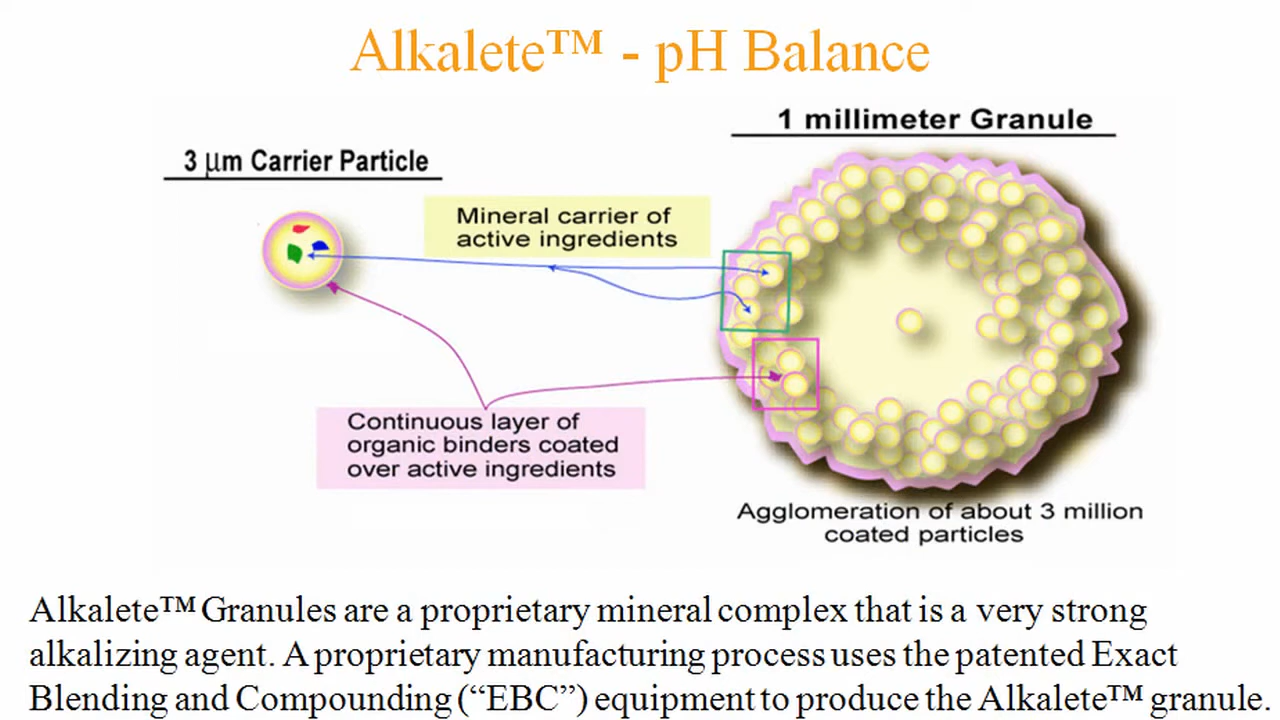 Alkalete™ - pH Balance
1 millimeter Granule
3 µm Carrier Particle
Mineral carrier of
active ingredients
Continuous layer of
organic binders coated
over active ingredients
Agglomeration of about 3 million
coated particles
Alkalete™ Granules are a proprietary mineral complex that is a very strong
alkalizing agent. A proprietary manufacturing process uses the patented Exact
Blending and Compounding (“EBC”) equipment to produce the Alkalete™ granule.